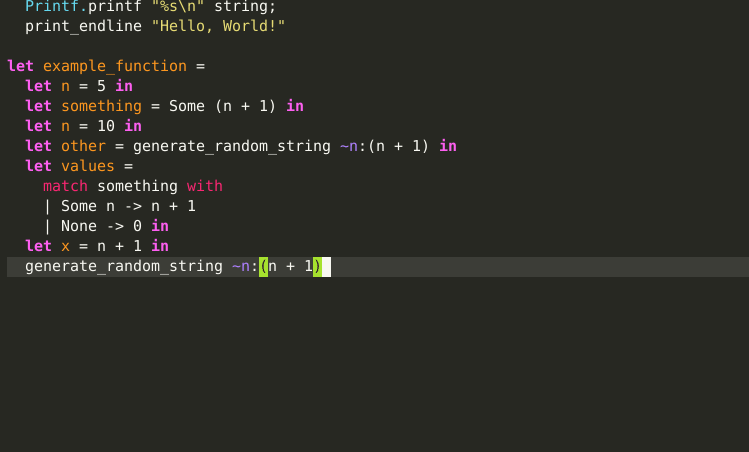 Printf.printf "%s\n" string;
print_endline "Hello, World!"
let example_function =
let n = 5 in
let something = Some (n + 1) in
let n = 10 in
let other = generate_random_string ~n:(n + 1) in
let values =
match something with
| Some n -> n + 1
| None -> 0 in
let x = n + 1 in
generate_random_string ~n:(n + 1)